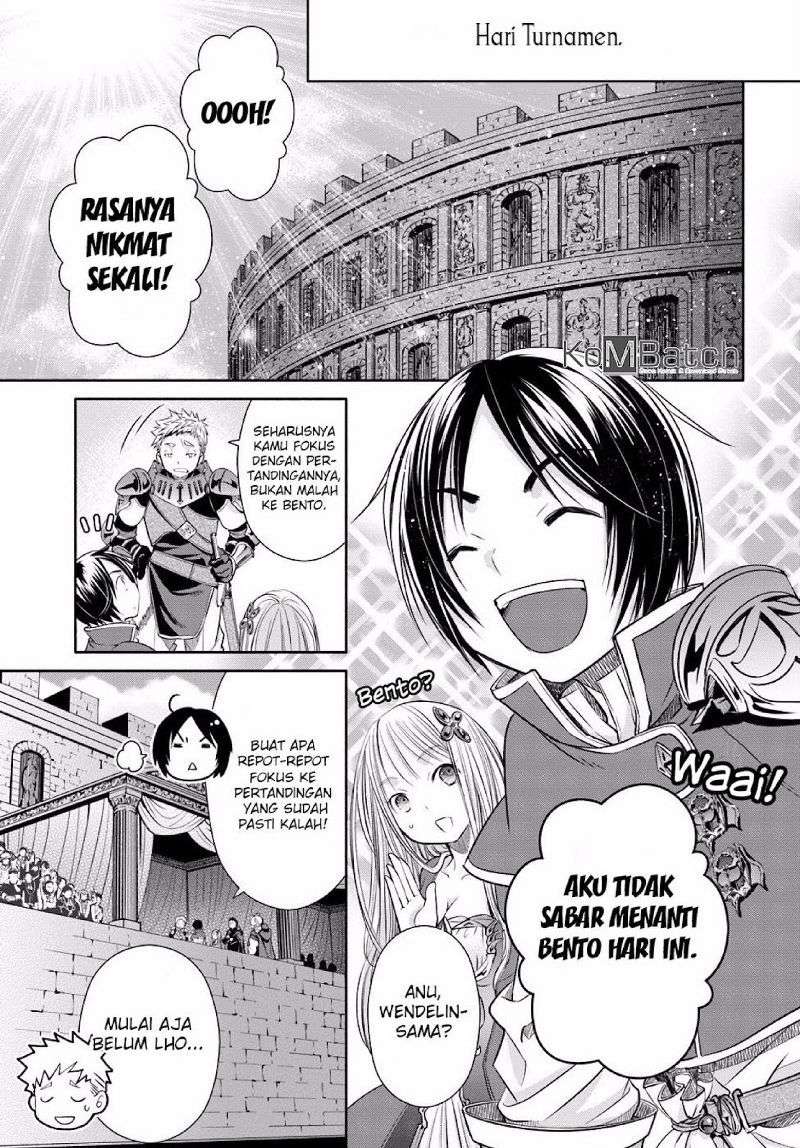 Hari Turnamen.
OOOH!
RASANYA
NIKMAT
SEKALI!
KoMBatch
Waai!
AKU TIDAK
SABAR MENANTI
BENTO HARI INI.
Bento?
ANU,
WENDELIN-
SAMA?
SEHARUSNYA
KAMU FOKUS
DENGAN PER-
TANDINGANNYA,
BUKAN MALAH
KE BENTO.
BUAT APA
REPOT-REPOT
FOKUS KE
PERTANDINGAN
YANG SUDAH
PASTI KALAH!
MULAI AJA
BELUM LHO...